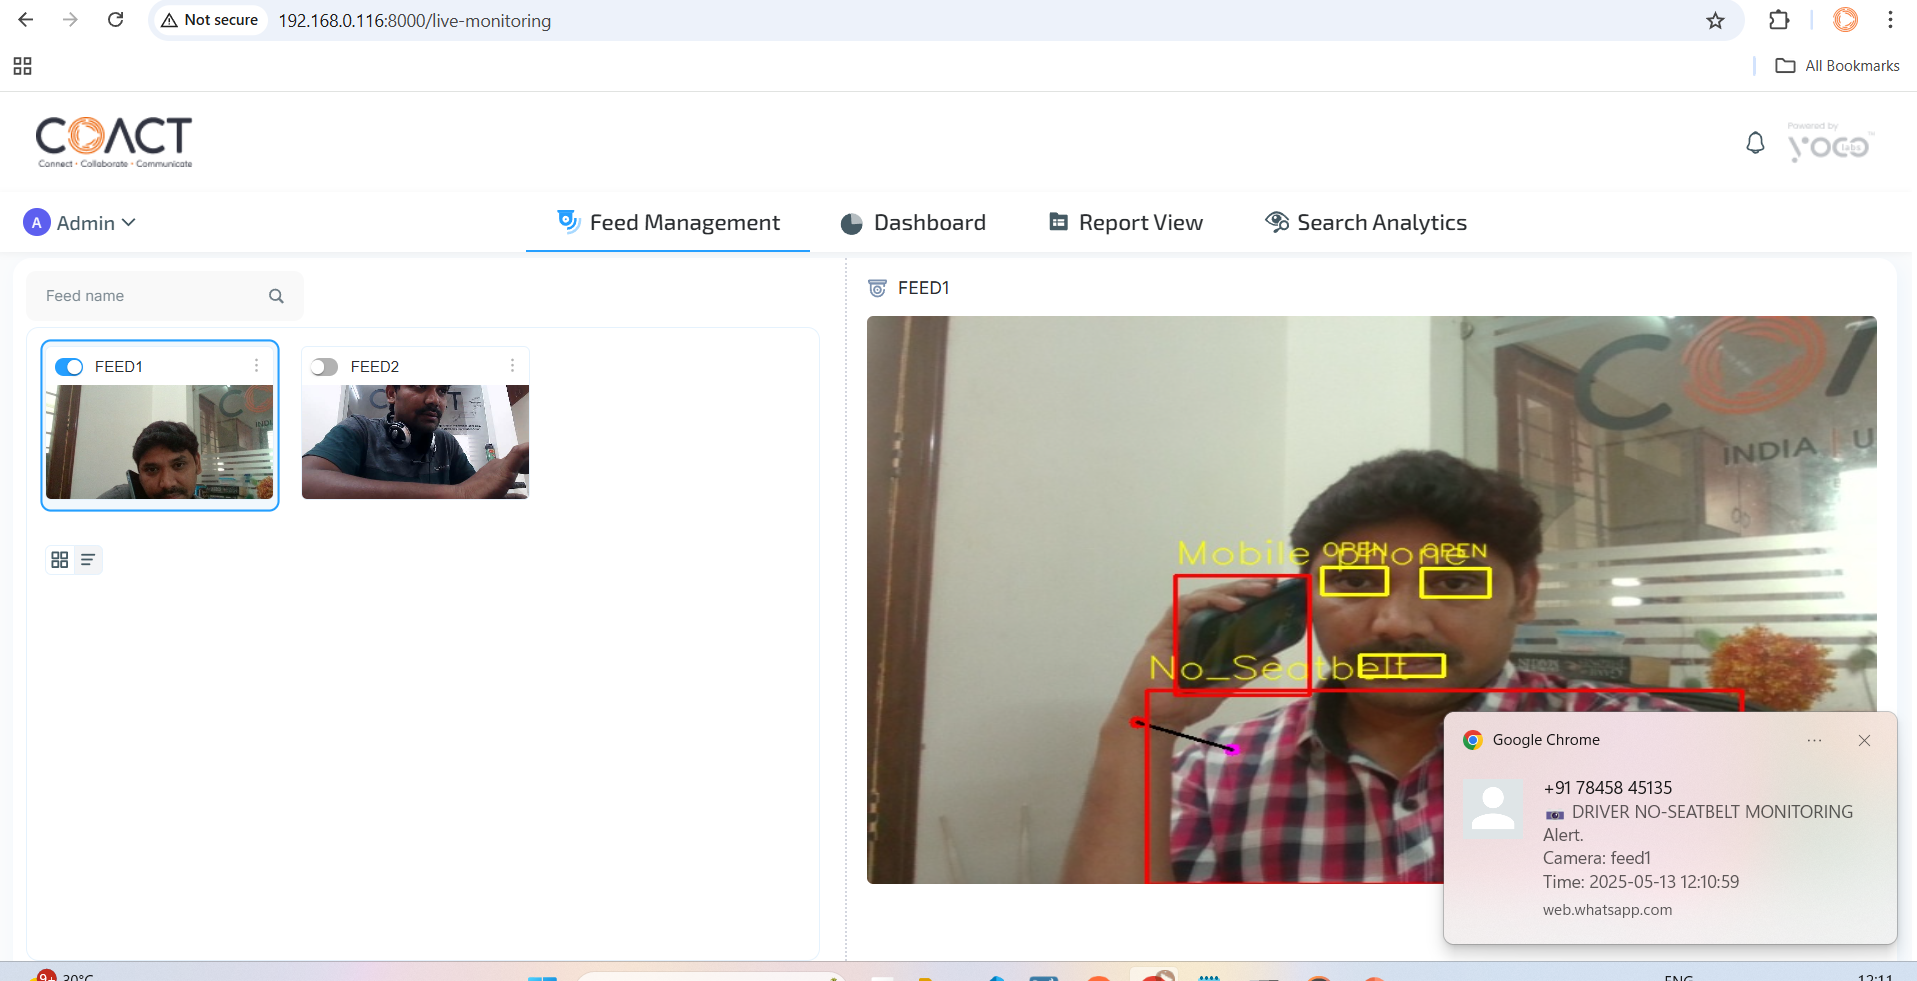 Not secure
192.168.0.116:8000/live-monitoring
All Bookmarks
COACT
Connect • Collaborate • Communicate
Powered by
yoco labs
A Admin
Feed Management
Dashboard
Report View
Search Analytics
Feed name
FEED1
FEED2
FEED1
INDIA U
Mobile phone
OPEN
OPEN
No_Seatbelt
Google Chrome
+91 78458 45135
DRIVER NO-SEATBELT MONITORING
Alert.
Camera: feed1
Time: 2025-05-13 12:10:59
web.whatsapp.com
9+
30°C
ENG
12:11